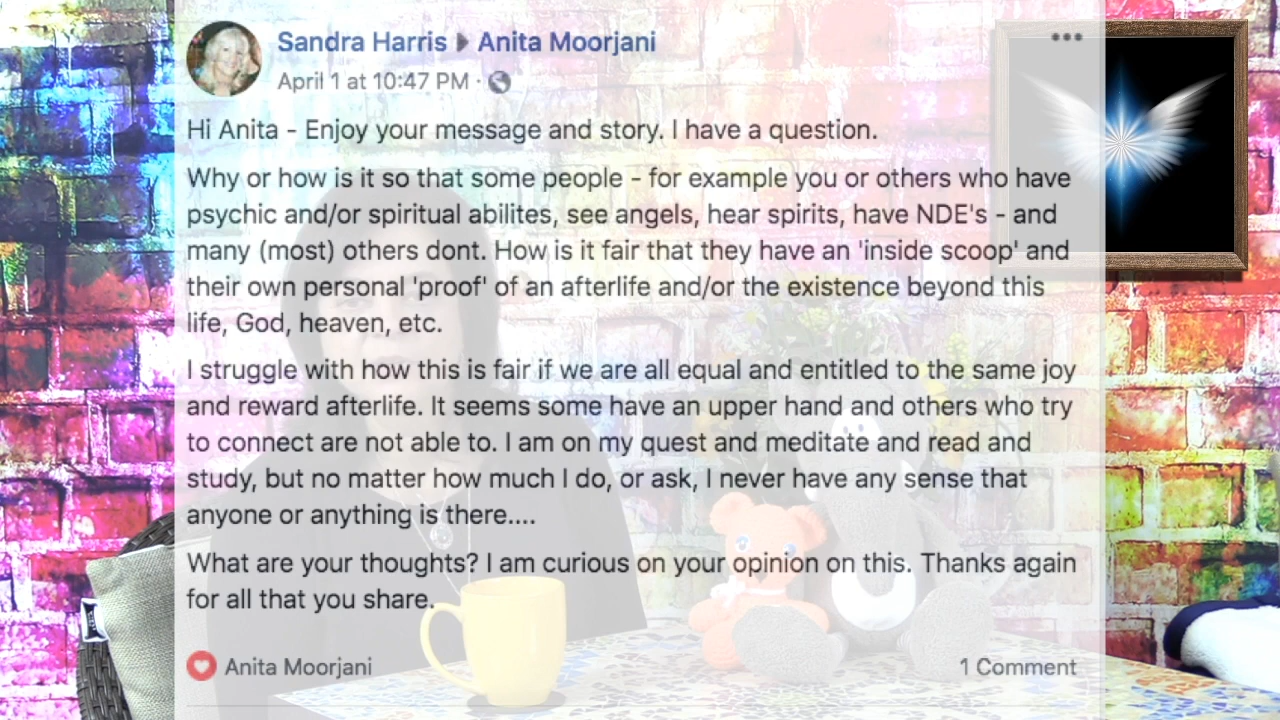 Sandra Harris ▸ Anita Moorjani
April 1 at 10:47 PM ·
Hi Anita - Enjoy your message and story. I have a question.
Why or how is it so that some people - for example you or others who have
psychic and/or spiritual abilites, see angels, hear spirits, have NDE's - and
many (most) others dont. How is it fair that they have an 'inside scoop' and
their own personal 'proof' of an afterlife and/or the existence beyond this
life, God, heaven, etc.
I struggle with how this is fair if we are all equal and entitled to the same joy
and reward afterlife. It seems some have an upper hand and others who try
to connect are not able to. I am on my quest and meditate and read and
study, but no matter how much I do, or ask, I never have any sense that
anyone or anything is there....
What are your thoughts? I am curious on your opinion on this. Thanks again
for all that you share.
Anita Moorjani
1 Comment